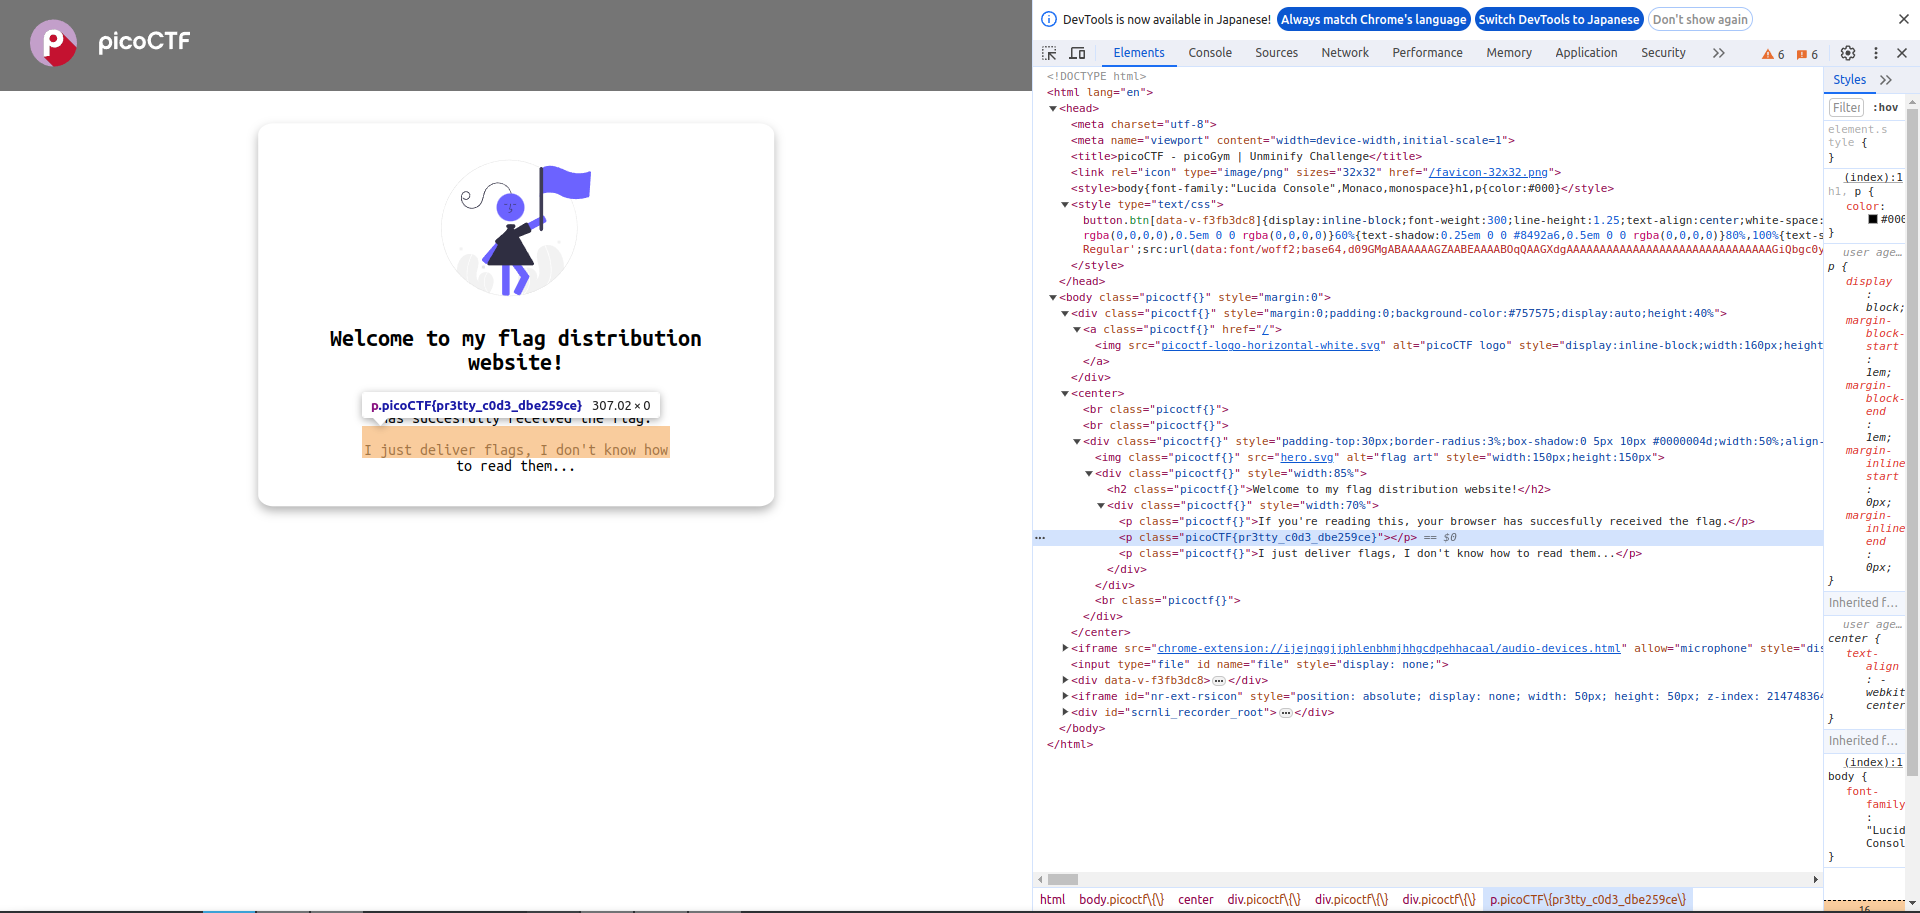 picoCTF
Welcome to my flag distribution
website!
p.picoCTF{pr3tty_c0d3_dbe259ce} 307.02 × 0
has succesfully received the flag.
I just deliver flags, I don't know how
to read them...
DevTools is now available in Japanese! Always match Chrome's language Switch DevTools to Japanese Don't show again
Elements Console Sources Network Performance Memory Application Security 6 6
<!DOCTYPE html>
<html lang="en">
<head>
<meta charset="utf-8">
<meta name="viewport" content="width=device-width,initial-scale=1">
<title>picoCTF - picoGym | Unminify Challenge</title>
<link rel="icon" type="image/png" sizes="32x32" href="/favicon-32x32.png">
<style>body{font-family:"Lucida Console",Monaco,monospace}h1,p{color:#000}</style>
<style type="text/css">
button.btn[data-v-f3fb3dc8]{display:inline-block;font-weight:300;line-height:1.25;text-align:center;white-space:
rgba(0,0,0,0),0.5em 0 0 rgba(0,0,0,0)}60%{text-shadow:0.25em 0 0 #8492a6,0.5em 0 0 rgba(0,0,0,0)}80%,100%{text-s
</style>
</head>
<body class="picoctf{}" style="margin:0">
<div class="picoctf{}" style="margin:0;padding:0;background-color:#757575;display:auto;height:40%">
<a class="picoctf{}" href="/">
<img src="picoctf-logo-horizontal-white.svg" alt="picoCTF logo" style="display:inline-block;width:160px;height
</a>
</div>
<center>
<br class="picoctf{}">
<br class="picoctf{}">
<div class="picoctf{}" style="padding-top:30px;border-radius:3%;box-shadow:0 5px 10px #0000004d;width:50%;align-
<img class="picoctf{}" src="hero.svg" alt="flag art" style="width:150px;height:150px">
<div class="picoctf{}" style="width:85%">
<h2 class="picoctf{}">Welcome to my flag distribution website!</h2>
<div class="picoctf{}" style="width:70%">
<p class="picoctf{}">If you're reading this, your browser has succesfully received the flag.</p>
<p class="picoCTF{pr3tty_c0d3_dbe259ce}"></p> == $0
<p class="picoctf{}">I just deliver flags, I don't know how to read them...</p>
</div>
</div>
<br class="picoctf{}">
</div>
</center>
<iframe src="chrome-extension://ijejnggjjphlenbhmjhhgcdpehhacaal/audio-devices.html" allow="microphone" style="dis
<input type="file" id name="file" style="display: none;">
<div data-v-f3fb3dc8>…</div>
<iframe id="nr-ext-rsicon" style="position: absolute; display: none; width: 50px; height: 50px; z-index: 214748364
<div id="scrnli_recorder_root">…</div>
</body>
</html>
html body.picoctf\{\} center div.picoctf\{\} div.picoctf\{\} div.picoctf\{\} p.picoCTF\{pr3tty_c0d3_dbe259ce\}
Styles
Filter :hov
element.s
tyle {
}
(index):1
h1, p {
color:
#000
}
user age…
p {
display
:
block;
margin-
block-
start
:
1em;
margin-
block-
end
:
1em;
margin-
inline
start
:
0px;
margin-
inline
end
:
0px;
}
Inherited f…
user age…
center {
text-
align
: -
webkit
center
}
Inherited f…
(index):1
body {
font-
family
:
"Lucid
Consol
}
16